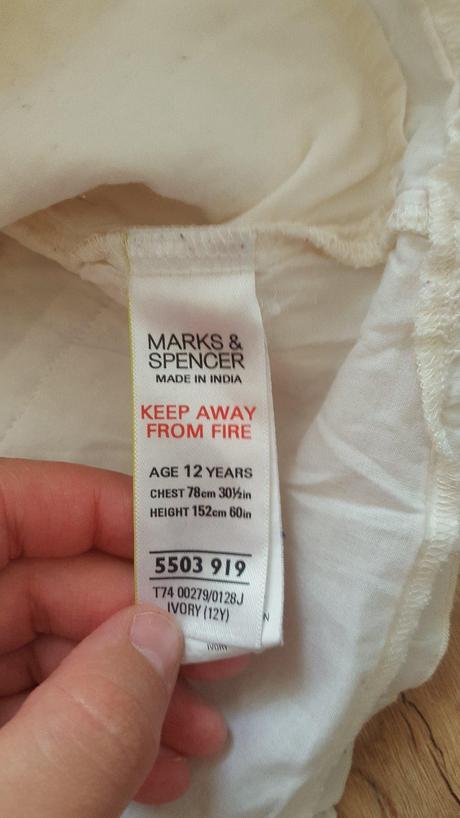 MARKS &
SPENCER
MADE IN INDIA
KEEP AWAY
FROM FIRE
AGE 12 YEARS
CHEST 78cm 30½in
HEIGHT 152cm 60in
5503 919
T74 00279/0128J
IVORY (12Y)
IVORY